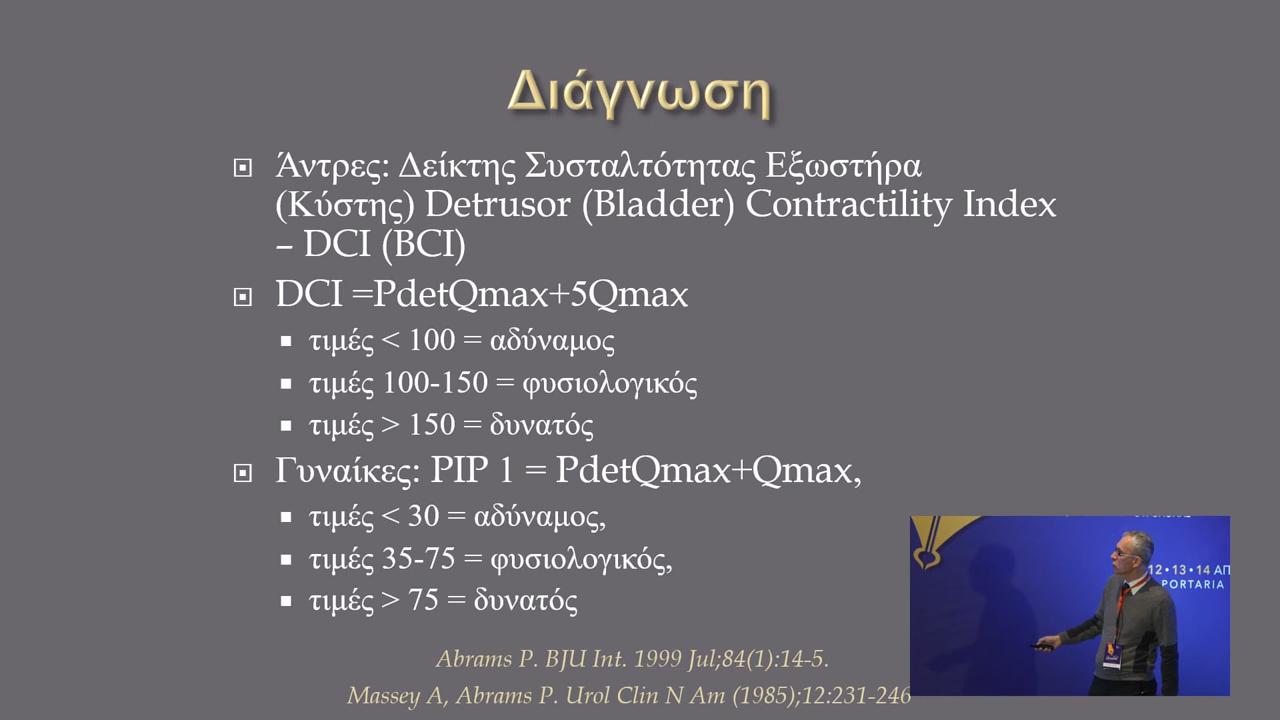 Διάγνωση
Άντρες: Δείκτης Συσταλτότητας Εξωστήρα
(Κύστης) Detrusor (Bladder) Contractility Index
– DCI (BCI)
DCI =PdetQmax+5Qmax
τιμές < 100 = αδύναμος
τιμές 100-150 = φυσιολογικός
τιμές > 150 = δυνατός
Γυναίκες: PIP 1 = PdetQmax+Qmax,
τιμές < 30 = αδύναμος,
τιμές 35-75 = φυσιολογικός,
τιμές > 75 = δυνατός
Abrams P. BJU Int. 1999 Jul;84(1):14-5.
Massey A, Abrams P. Urol Clin N Am (1985);12:231-246
12•13•14 ΑΠ
PORTARIA